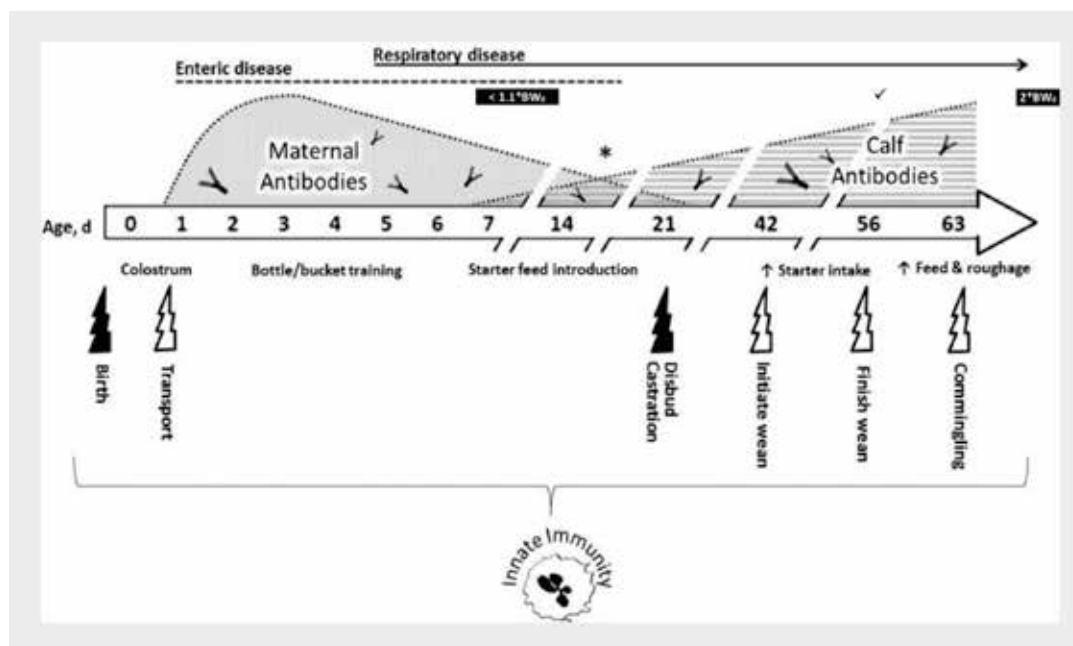 Respiratory disease
Enteric disease
< 1.1*BW₀
✓
2*BW₀
Maternal
Antibodies
*
Calf
Antibodies
Age, d 0 1 2 3 4 5 6 7 14 21 42 56 63
Colostrum Bottle/bucket training Starter feed introduction ↑ Starter intake ↑ Feed & roughage
Birth
Transport
Disbud
Castration
Initiate wean
Finish wean
Commingling
Innate Immunity